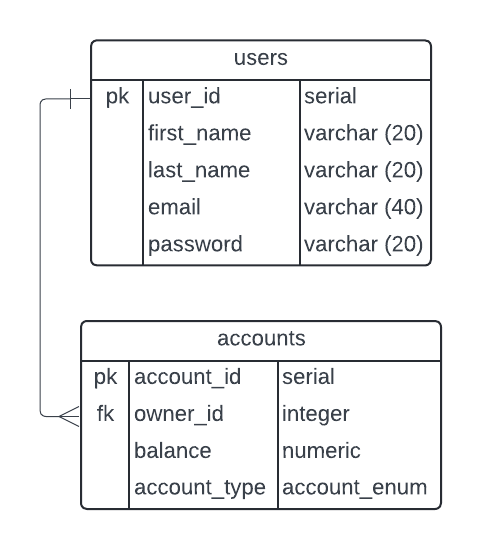 users
pk user_id serial
first_name varchar (20)
last_name varchar (20)
email varchar (40)
password varchar (20)
accounts
pk account_id serial
fk owner_id integer
balance numeric
account_type account_enum